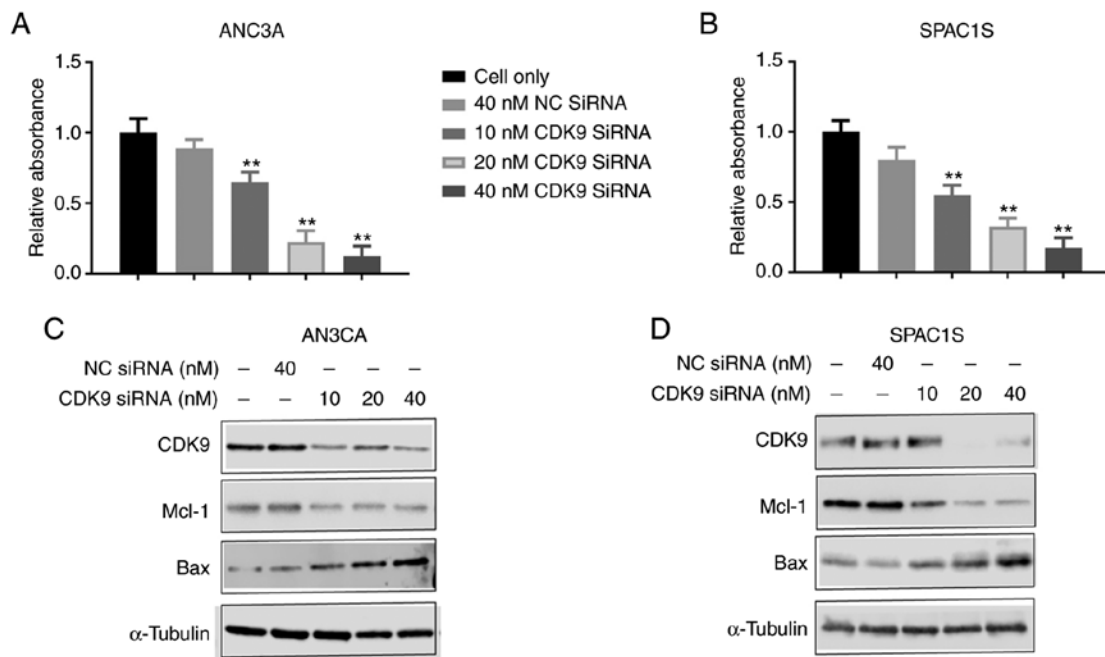 A
ANC3A
Relative absorbance
1.5
1.0
0.5
0.0
**
**
**
Cell only
40 nM NC SiRNA
10 nM CDK9 SiRNA
20 nM CDK9 SiRNA
40 nM CDK9 SiRNA
B
SPAC1S
Relative absorbance
1.5
1.0
0.5
0.0
**
**
**
C
AN3CA
NC siRNA (nM) – 40 – – –
CDK9 siRNA (nM) – – 10 20 40
CDK9
Mcl-1
Bax
α-Tubulin
D
SPAC1S
NC siRNA (nM) – 40 – – –
CDK9 siRNA (nM) – – 10 20 40
CDK9
Mcl-1
Bax
α-Tubulin